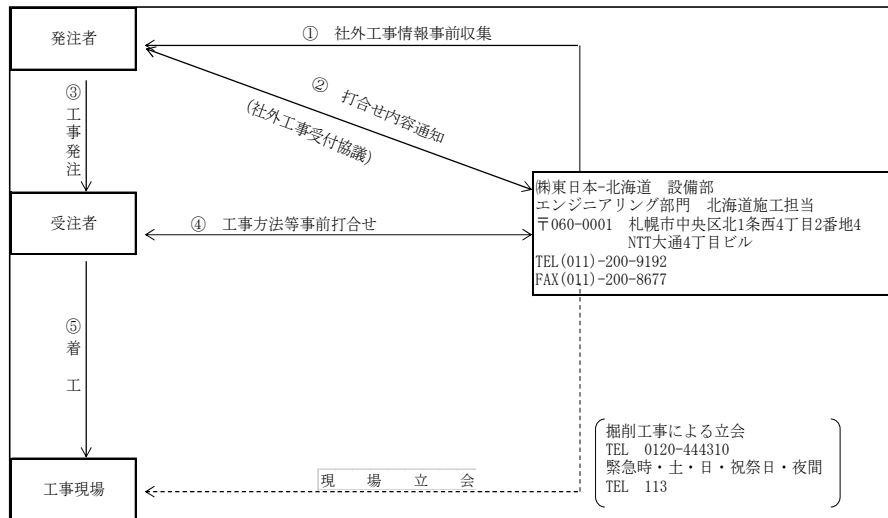 発注者
① 社外工事情報事前収集
② 打合せ内容通知
(社外工事受付協議)
③工事発注
㈱東日本-北海道 設備部
エンジニアリング部門 北海道施工担当
〒060-0001 札幌市中央区北1条西4丁目2番地4
NTT大通4丁目ビル
TEL(011)-200-9192
FAX(011)-200-8677
受注者
④ 工事方法等事前打合せ
⑤着 工
掘削工事による立会
TEL 0120-444310
緊急時・土・日・祝祭日・夜間
TEL 113
現 場 立 会
工事現場